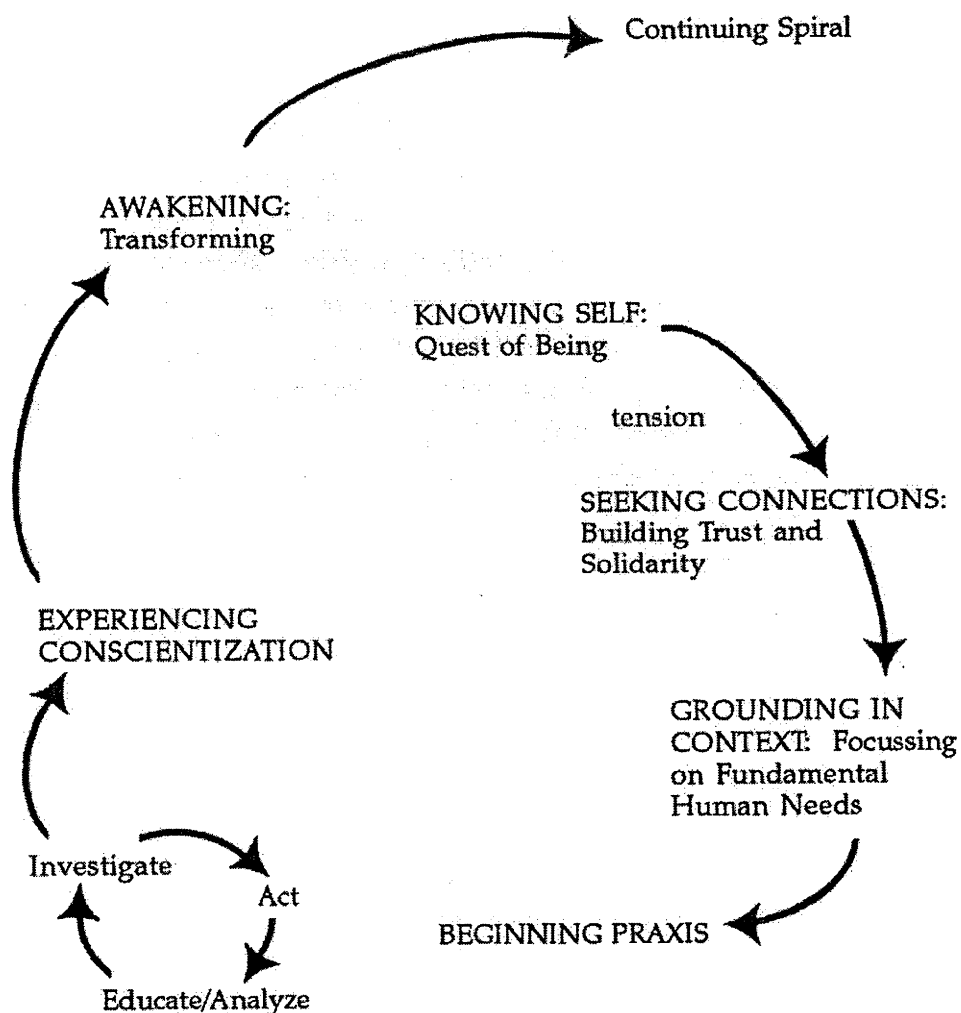 Continuing Spiral
AWAKENING:
Transforming
KNOWING SELF:
Quest of Being
tension
SEEKING CONNECTIONS:
Building Trust and
Solidarity
GROUNDING IN
CONTEXT: Focussing
on Fundamental
Human Needs
BEGINNING PRAXIS
EXPERIENCING
CONSCIENTIZATION
Investigate
Act
Educate/Analyze